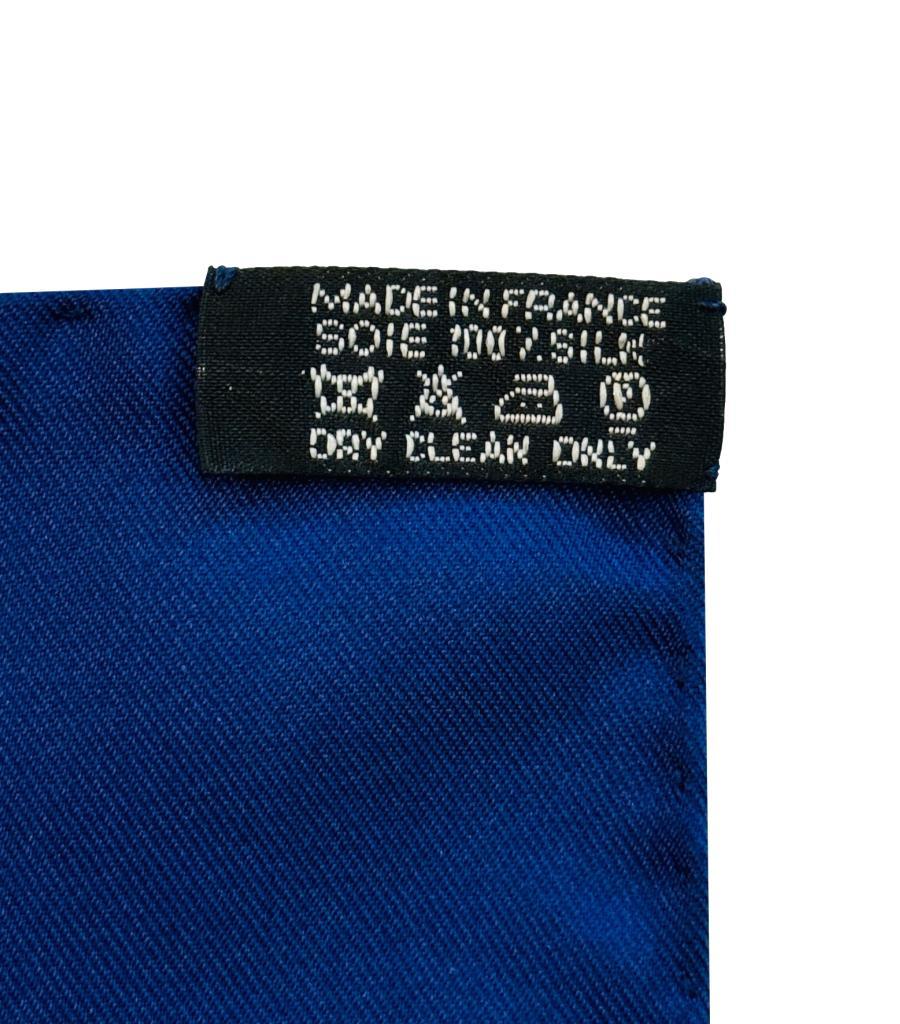 MADE IN FRANCE
SOIE 100% SILK
P
DRY CLEAN ONLY